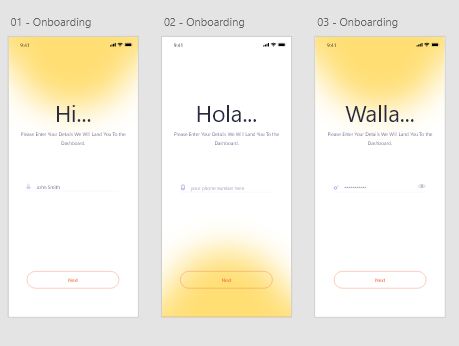 01 - Onboarding
9:41
Hi...
Please Enter Your Details We Will Land You To the
Dashboard.
John Smith
Next
02 - Onboarding
9:41
Hola...
Please Enter Your Details We Will Land You To the
Dashboard.
your phone number here
Next
03 - Onboarding
9:41
Walla...
Please Enter Your Details We Will Land You To the
Dashboard.
Next